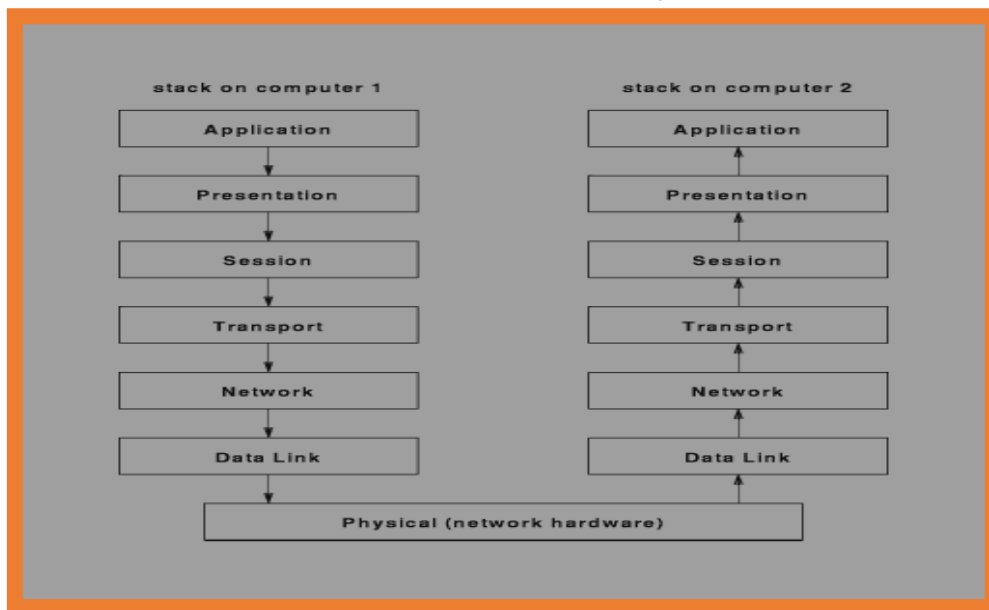 stack on computer 1
Application
Presentation
Session
Transport
Network
Data Link
stack on computer 2
Application
Presentation
Session
Transport
Network
Data Link
Physical (network hardware)